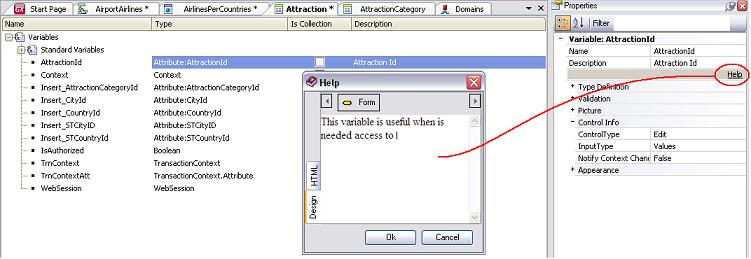 Start Page AirportAirlines * AirlinesPerCountries * Attraction * AttractionCategory Domains
Name Type Is Collection Description
Variables
Standard Variables
AttractionId Attribute:AttractionId Attraction Id
Context Context
Insert_AttractionCategoryId Attribute:AttractionCategoryId
Insert_CityId Attribute:CityId
Insert_CountryId Attribute:CountryId
Insert_STCityID Attribute:STCityID
Insert_STCountryId Attribute:STCountryId
IsAuthorized Boolean
TrnContext TransactionContext
TrnContextAtt TransactionContext.Attribute
WebSession WebSession
Help
Form
This variable is useful when is
needed access to
HTML
Design
Ok Cancel
Properties
Filter
Variable: AttractionId
Name AttractionId
Description Attraction Id
Help
Type Definition
Validation
Picture
Control Info
ControlType Edit
InputType Values
Notify Context Chan False
Appearance